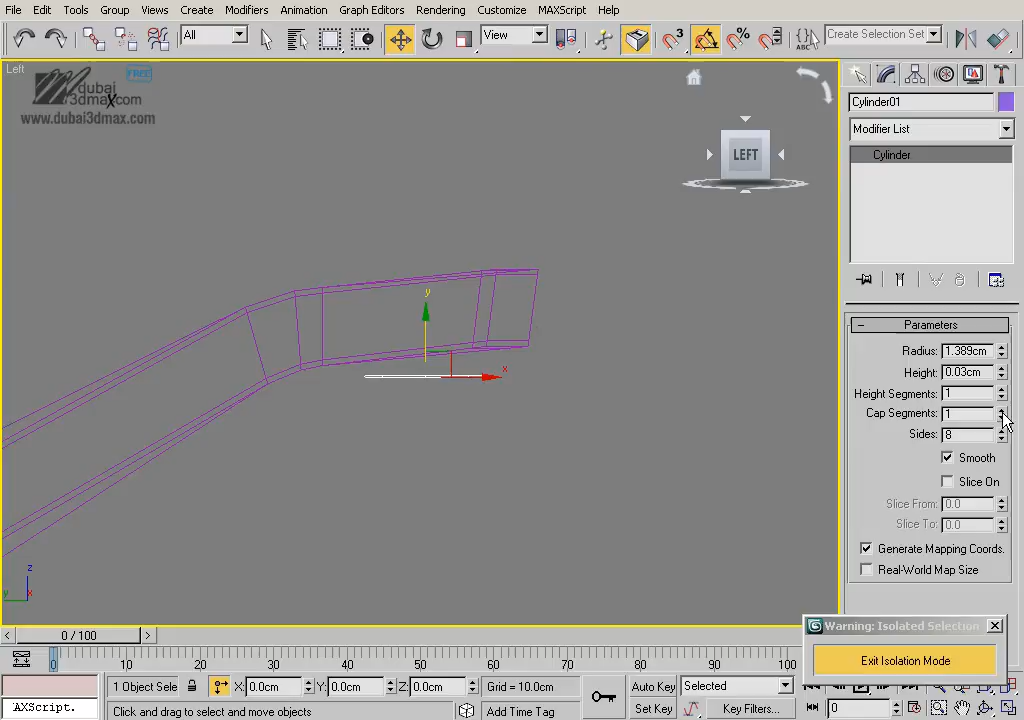 File Edit Tools Group Views Create Modifiers Animation Graph Editors Rendering Customize MAXScript Help
All View 3 % ABC Create Selection Set
Left
FREE
dubai
3dmax.com
www.dubai3dmax.com
LEFT
y
x
z
y x
Cylinder01
Modifier List
Cylinder
Parameters
Radius: 1.389cm
Height: 0.03cm
Height Segments: 1
Cap Segments: 1
Sides: 8
Smooth
Slice On
Slice From: 0.0
Slice To: 0.0
Generate Mapping Coords.
Real-World Map Size
Warning: Isolated Selection
Exit Isolation Mode
0 / 100
0 10 20 30 40 50 60 70 80 90 100
1 Object Sele X: 0.0cm Y: 0.0cm Z: 0.0cm Grid = 10.0cm Auto Key Selected
'AXScript. Click and drag to select and move objects Add Time Tag Set Key Key Filters... 0